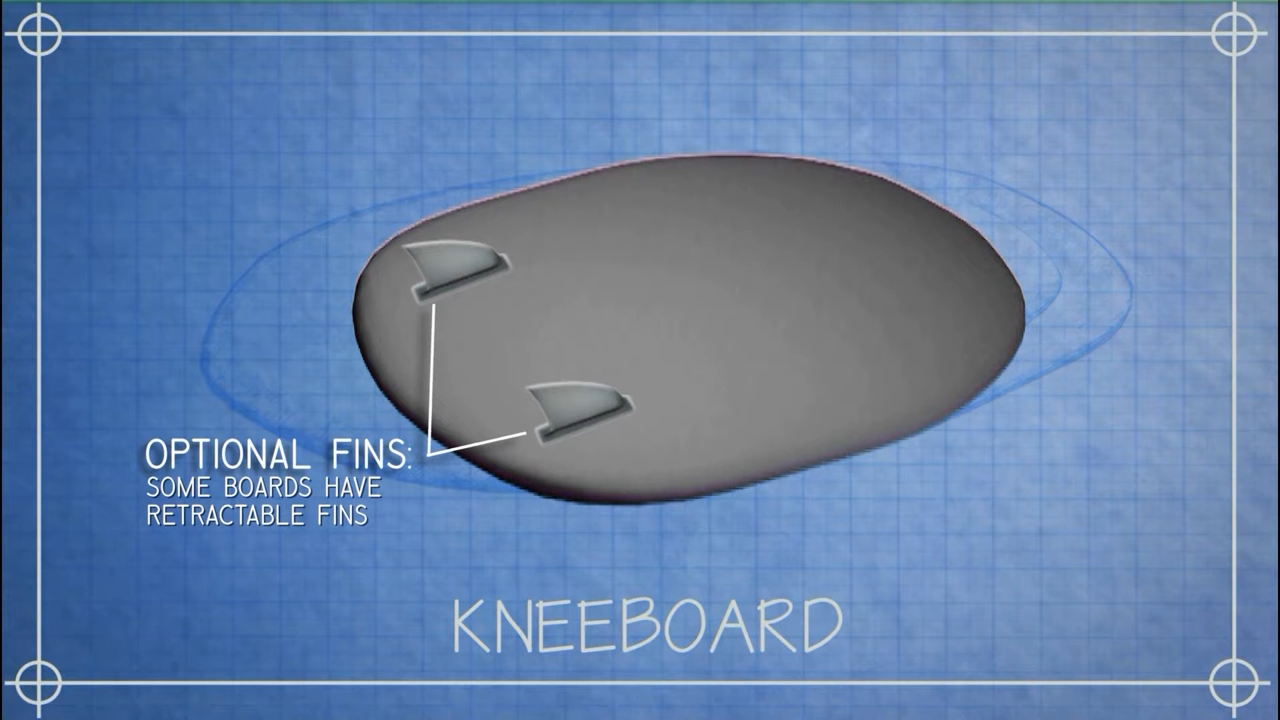 OPTIONAL FINS:
SOME BOARDS HAVE
RETRACTABLE FINS
KNEEBOARD